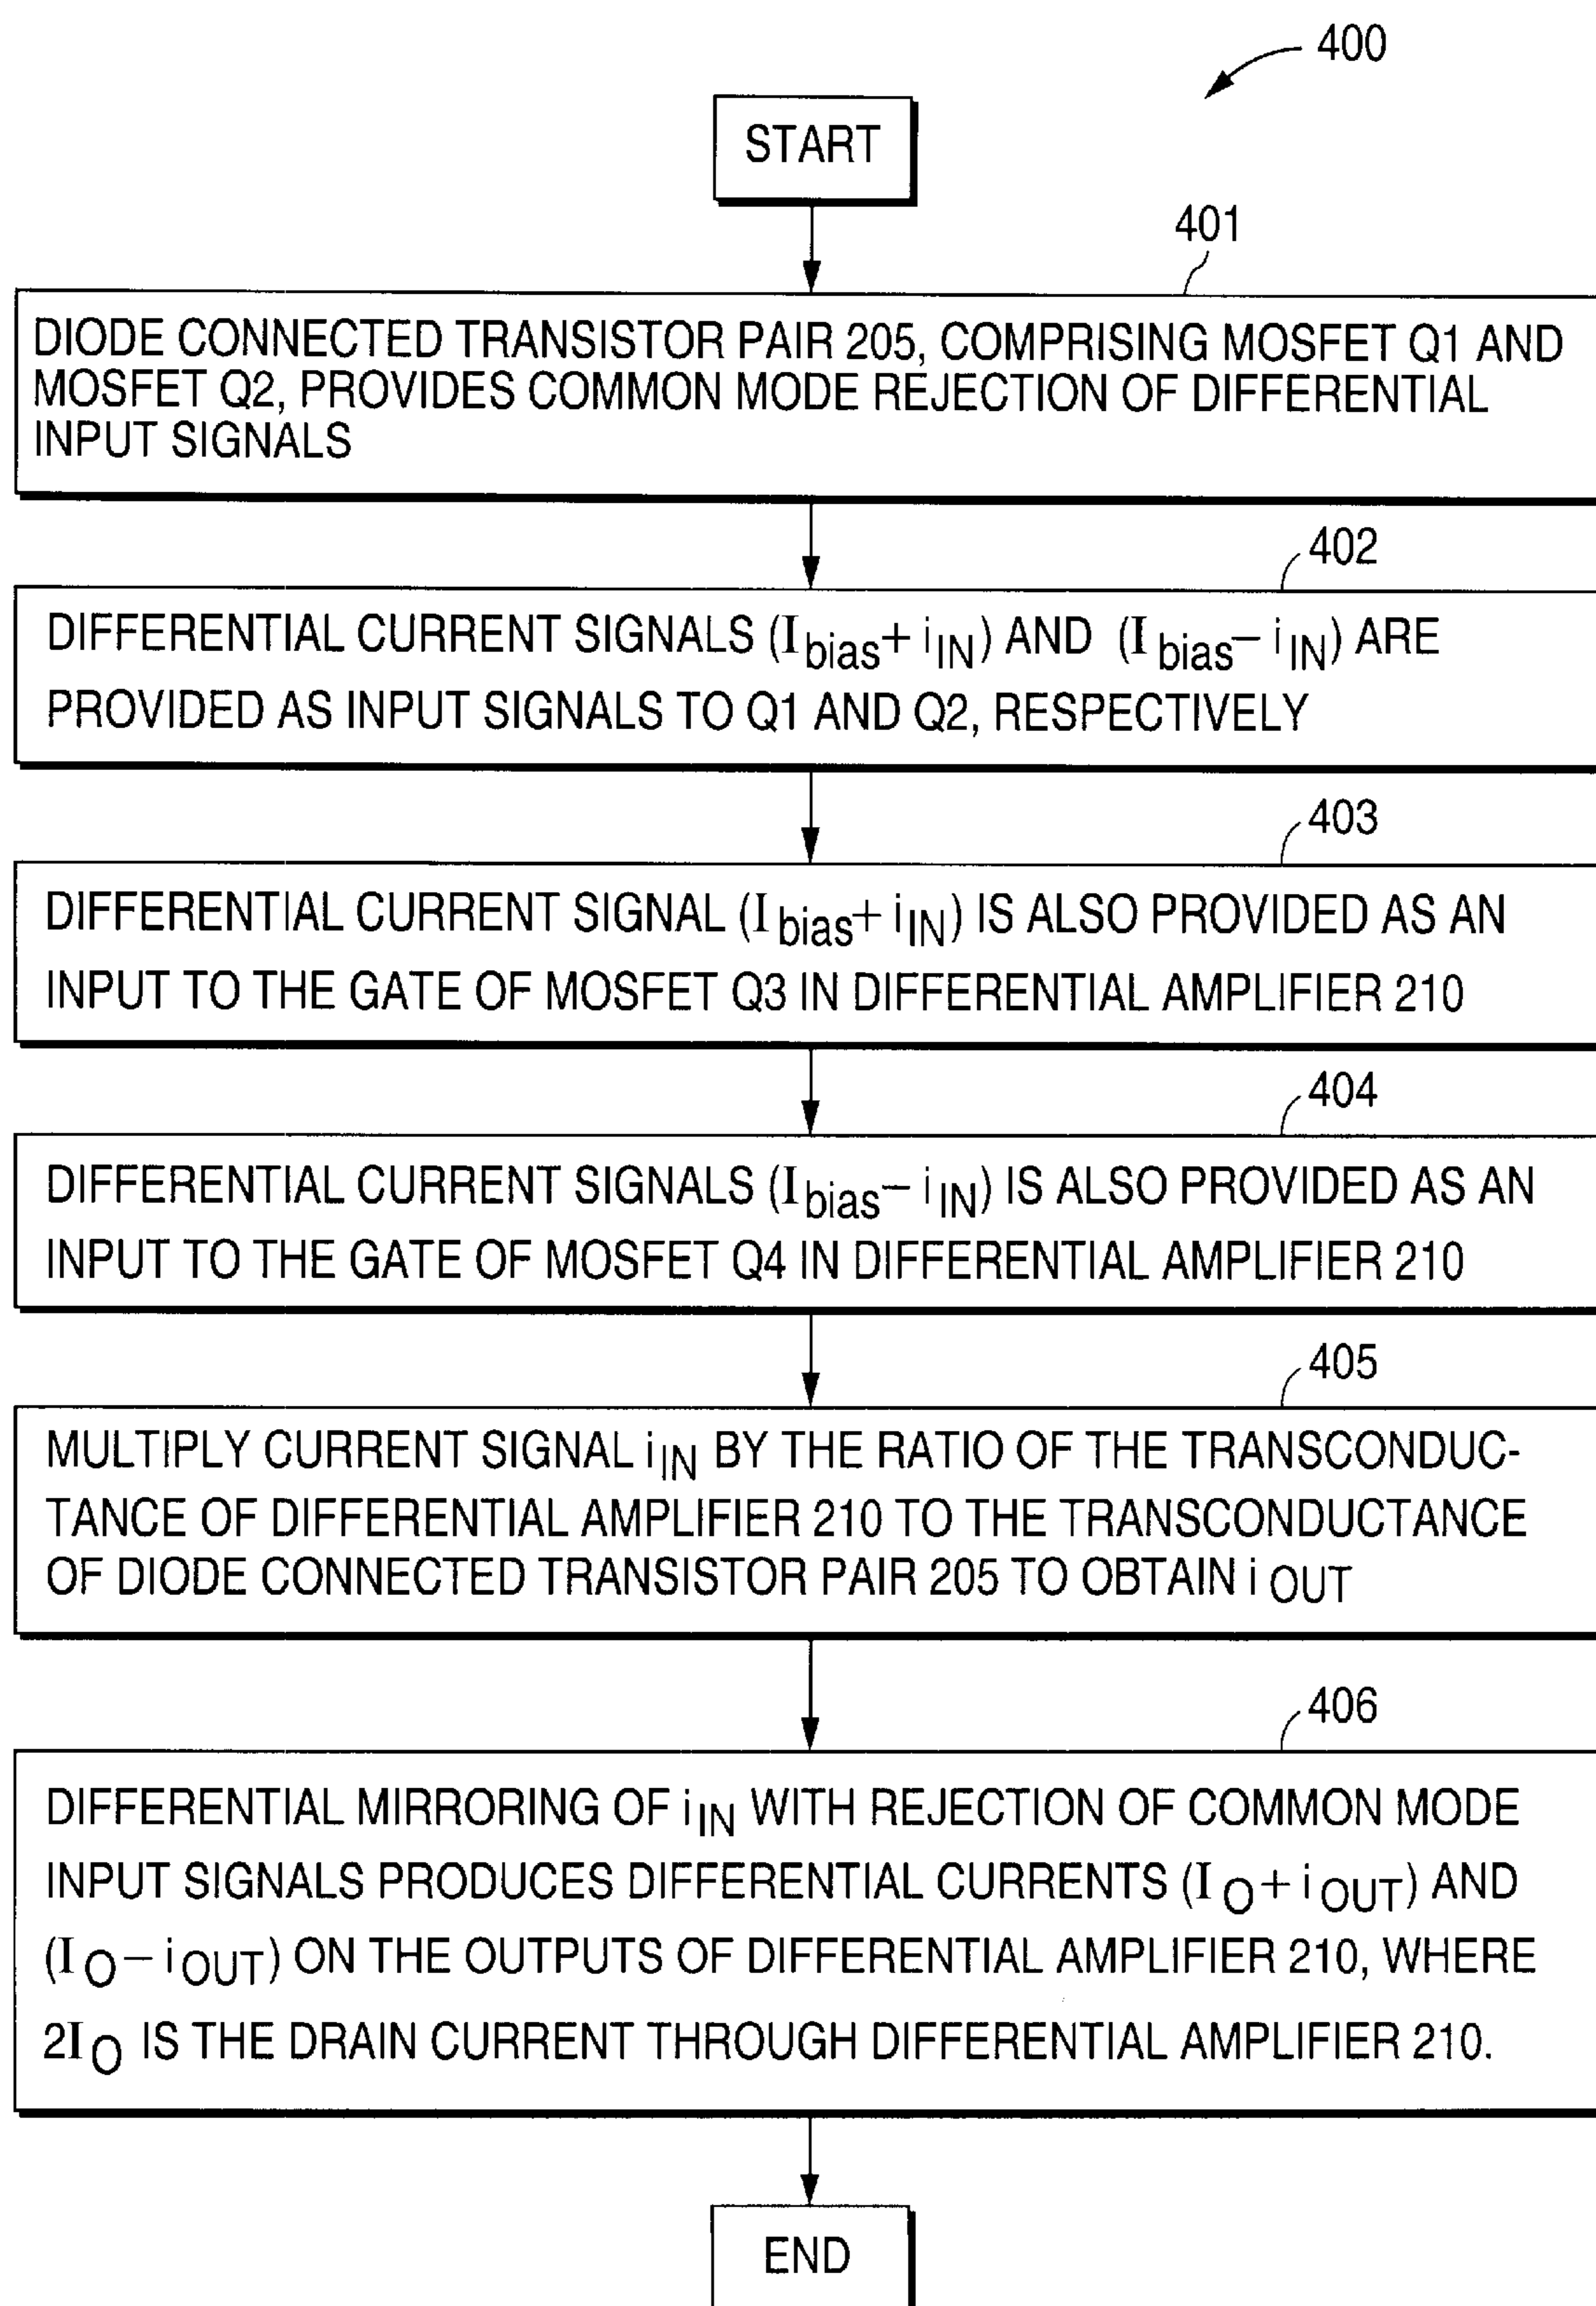 400
START
401
DIODE CONNECTED TRANSISTOR PAIR 205, COMPRISING MOSFET Q1 AND
MOSFET Q2, PROVIDES COMMON MODE REJECTION OF DIFFERENTIAL
INPUT SIGNALS
402
DIFFERENTIAL CURRENT SIGNALS (Ibias+ iIN) AND (Ibias− iIN) ARE
PROVIDED AS INPUT SIGNALS TO Q1 AND Q2, RESPECTIVELY
403
DIFFERENTIAL CURRENT SIGNAL (Ibias+ iIN) IS ALSO PROVIDED AS AN
INPUT TO THE GATE OF MOSFET Q3 IN DIFFERENTIAL AMPLIFIER 210
404
DIFFERENTIAL CURRENT SIGNALS (Ibias− iIN) IS ALSO PROVIDED AS AN
INPUT TO THE GATE OF MOSFET Q4 IN DIFFERENTIAL AMPLIFIER 210
405
MULTIPLY CURRENT SIGNAL iIN BY THE RATIO OF THE TRANSCONDUC-
TANCE OF DIFFERENTIAL AMPLIFIER 210 TO THE TRANSCONDUCTANCE
OF DIODE CONNECTED TRANSISTOR PAIR 205 TO OBTAIN iOUT
406
DIFFERENTIAL MIRRORING OF iIN WITH REJECTION OF COMMON MODE
INPUT SIGNALS PRODUCES DIFFERENTIAL CURRENTS (IO+ iOUT) AND
(IO− iOUT) ON THE OUTPUTS OF DIFFERENTIAL AMPLIFIER 210, WHERE
2IO IS THE DRAIN CURRENT THROUGH DIFFERENTIAL AMPLIFIER 210.
END